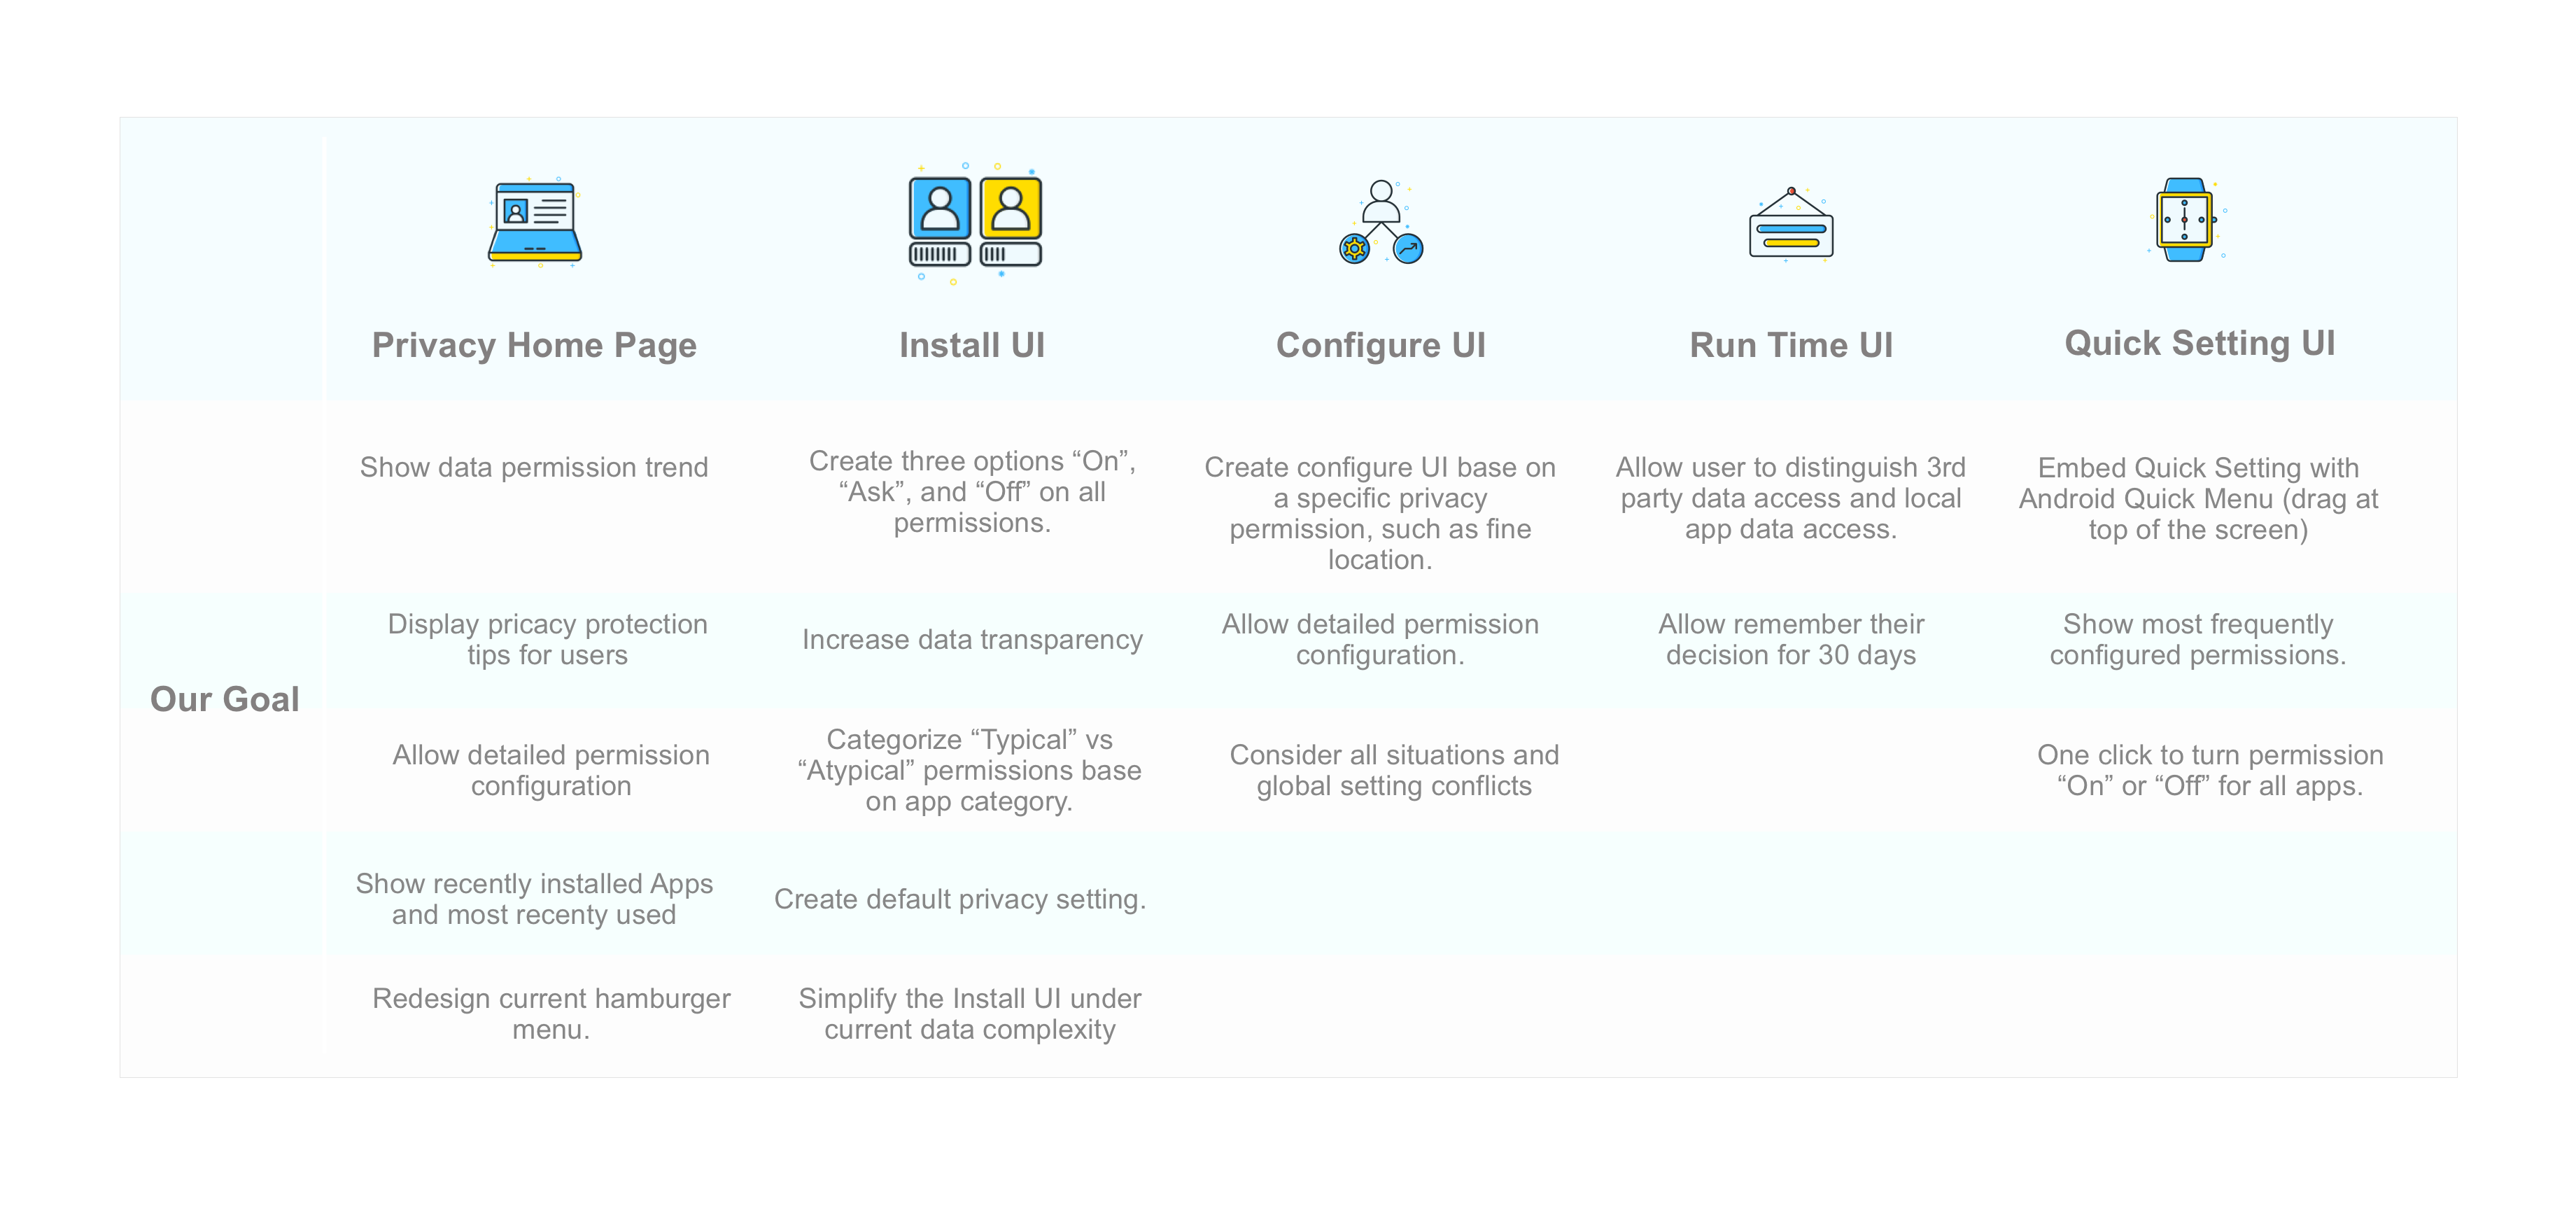 Privacy Home Page
Install UI
Configure UI
Run Time UI
Quick Setting UI
Our Goal
Show data permission trend
Create three options “On”,
“Ask”, and “Off” on all
permissions.
Create configure UI base on
a specific privacy
permission, such as fine
location.
Allow user to distinguish 3rd
party data access and local
app data access.
Embed Quick Setting with
Android Quick Menu (drag at
top of the screen)
Display pricacy protection
tips for users
Increase data transparency
Allow detailed permission
configuration.
Allow remember their
decision for 30 days
Show most frequently
configured permissions.
Allow detailed permission
configuration
Categorize “Typical” vs
“Atypical” permissions base
on app category.
Consider all situations and
global setting conflicts
One click to turn permission
“On” or “Off” for all apps.
Show recently installed Apps
and most recenty used
Create default privacy setting.
Redesign current hamburger
menu.
Simplify the Install UI under
current data complexity